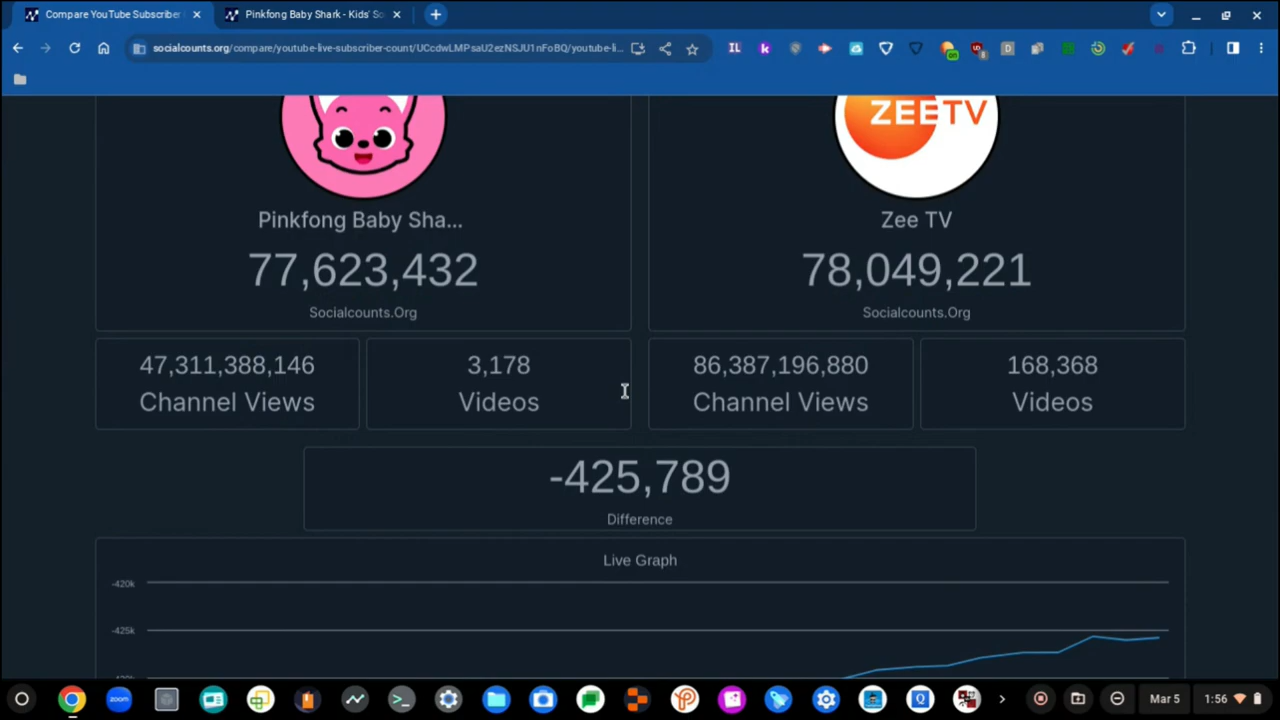 Compare YouTube Subscriber
Pinkfong Baby Shark - Kids' So
socialcounts.org/compare/youtube-live-subscriber-count/UCcdwLMPsaU2ezNSJU1nFoBQ/youtube-li...
ZEETV
Pinkfong Baby Sha...
Zee TV
77,623,432
78,049,221
Socialcounts.Org
Socialcounts.Org
47,311,388,146
3,178
86,387,196,880
168,368
Channel Views
Videos
Channel Views
Videos
-425,789
Difference
Live Graph
-420k
-425k
zoom
Mar 5
1:56